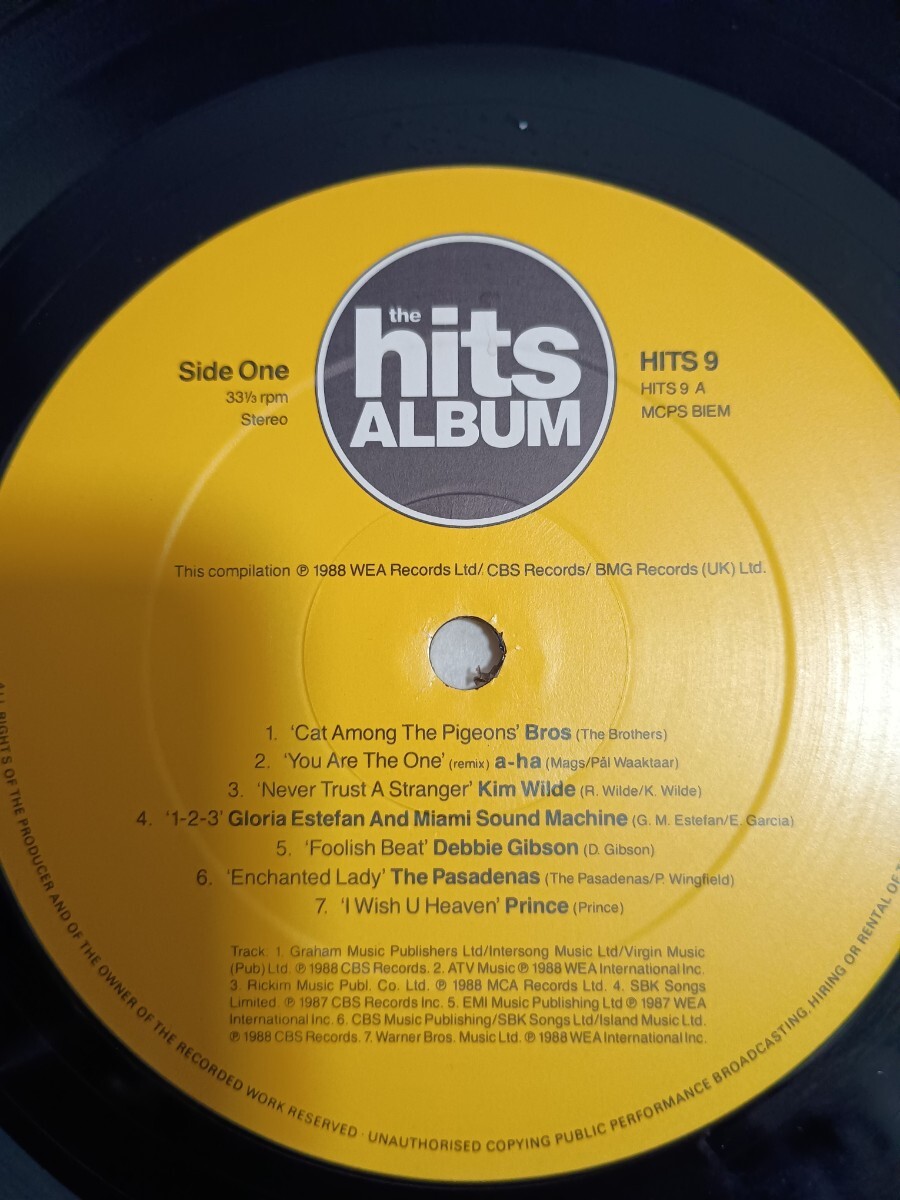 the
hits
ALBUM
Side One
33⅓ rpm
Stereo
HITS 9
HITS 9 A
MCPS BIEM
This compilation ℗ 1988 WEA Records Ltd/ CBS Records/ BMG Records (UK) Ltd.
1. ‘Cat Among The Pigeons’ Bros (The Brothers)
2. ‘You Are The One’ (remix) a-ha (Mags/Pål Waaktaar)
3. ‘Never Trust A Stranger’ Kim Wilde (R. Wilde/K. Wilde)
4. ‘1-2-3’ Gloria Estefan And Miami Sound Machine (G. M. Estefan/E. Garcia)
5. ‘Foolish Beat’ Debbie Gibson (D. Gibson)
6. ‘Enchanted Lady’ The Pasadenas (The Pasadenas/P. Wingfield)
7. ‘I Wish U Heaven’ Prince (Prince)
Track. 1. Graham Music Publishers Ltd/Intersong Music Ltd/Virgin Music
(Pub) Ltd. ℗ 1988 CBS Records. 2. ATV Music ℗ 1988 WEA International Inc.
3. Rickim Music Publ. Co. Ltd. ℗ 1988 MCA Records Ltd. 4. SBK Songs
Limited. ℗ 1987 CBS Records Inc. 5. EMI Music Publishing Ltd ℗ 1987 WEA
International Inc. 6. CBS Music Publishing/SBK Songs Ltd/Island Music Ltd.
℗ 1988 CBS Records. 7. Warner Bros. Music Ltd. ℗ 1988 WEA International Inc.
ALL RIGHTS OF THE PRODUCER AND OF THE OWNER OF THE RECORDED WORK RESERVED · UNAUTHORISED COPYING PUBLIC PERFORMANCE BROADCASTING, HIRING OR RENTAL OF